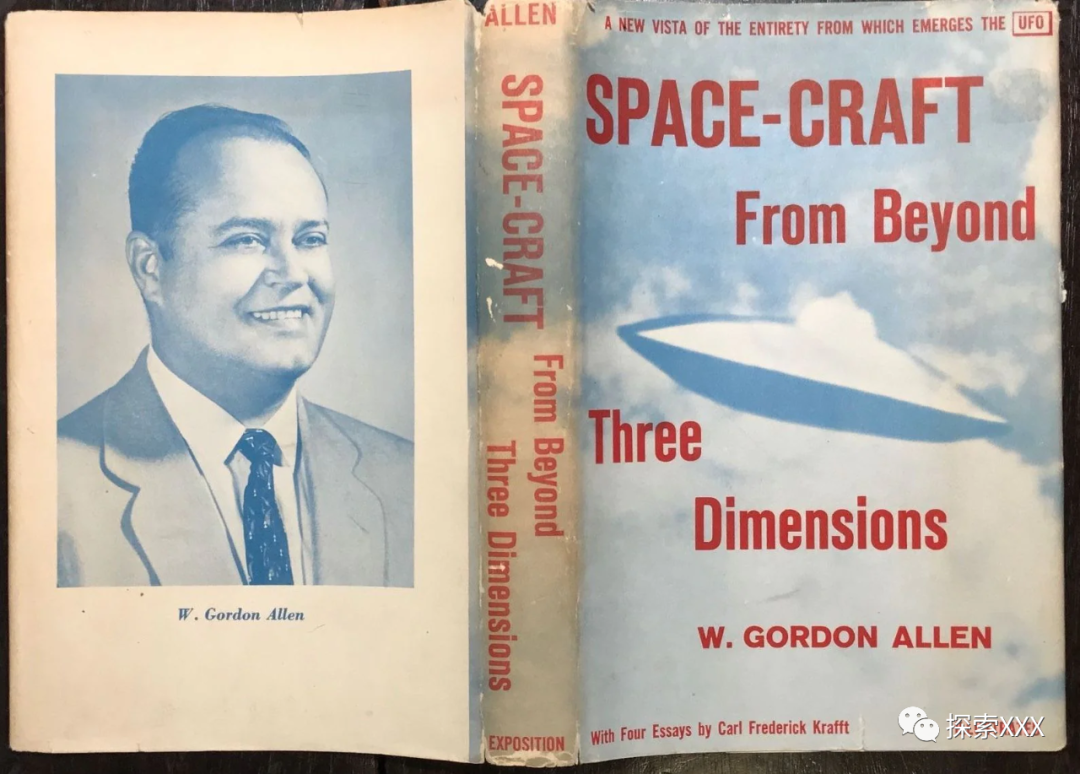 W. Gordon Allen
ALLEN
SPACE-CRAFT
From Beyond
Three Dimensions
EXPOSITION
A NEW VISTA OF THE ENTIRETY FROM WHICH EMERGES THE UFO
SPACE-CRAFT
From Beyond
Three
Dimensions
W. GORDON ALLEN
With Four Essays by Carl Frederick Krafft
探索XXX